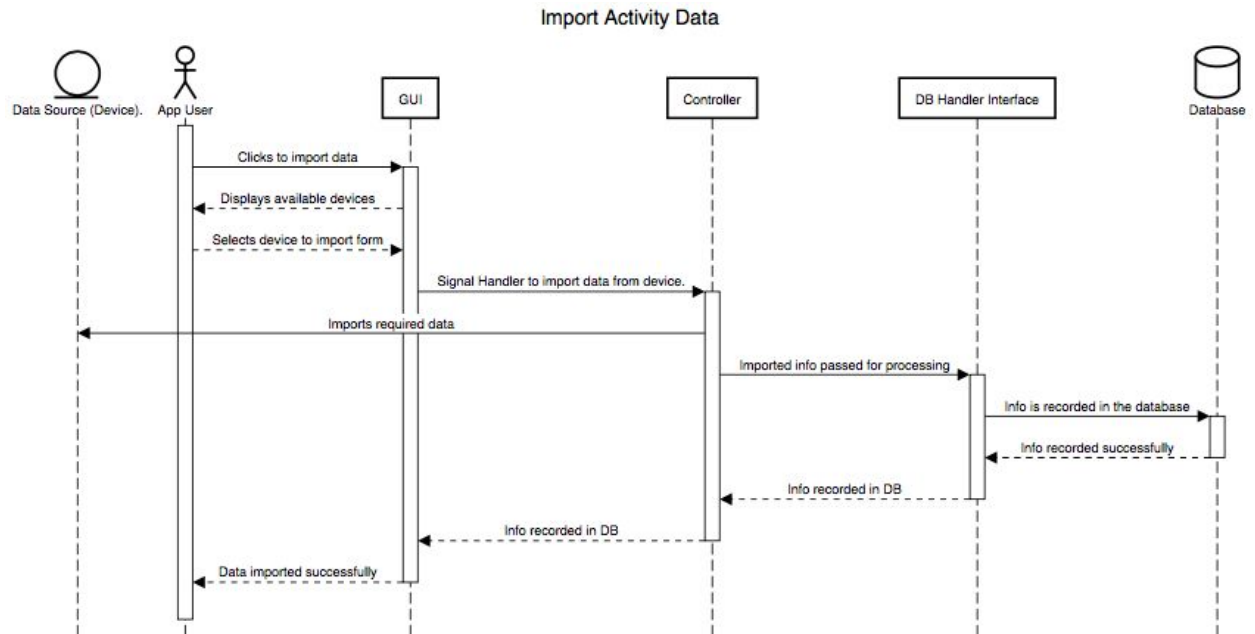 Import Activity Data
Data Source (Device).
App User
GUI
Controller
DB Handler Interface
Database
Clicks to import data
Displays available devices
Selects device to import form
Signal Handler to import data from device.
Imports required data
Imported info passed for processing
Info is recorded in the database
Info recorded successfully
Info recorded in DB
Info recorded in DB
Data imported successfully